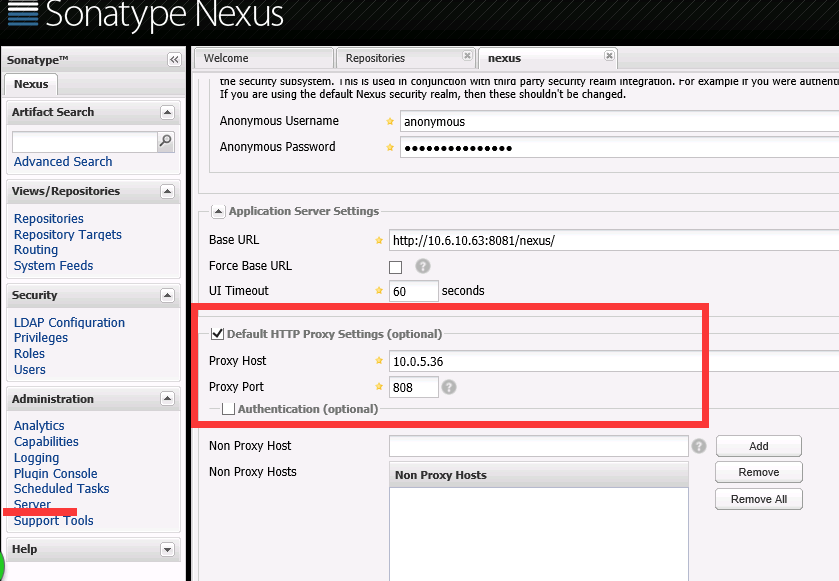 Sonatype Nexus
Sonatype™
Nexus
Artifact Search
Advanced Search
Views/Repositories
Repositories
Repository Targets
Routing
System Feeds
Security
LDAP Configuration
Privileges
Roles
Users
Administration
Analytics
Capabilities
Logging
Plugin Console
Scheduled Tasks
Server
Support Tools
Help
Welcome
Repositories
nexus
the security subsystem. This is used in conjunction with third party security realm integration. For example if you were authenti
If you are using the default Nexus security realm, then these shouldn't be changed.
Anonymous Username
anonymous
Anonymous Password
●●●●●●●●●●●●●●●
Application Server Settings
Base URL
http://10.6.10.63:8081/nexus/
Force Base URL
?
UI Timeout
60 seconds
Default HTTP Proxy Settings (optional)
Proxy Host
10.0.5.36
Proxy Port
808
?
Authentication (optional)
Non Proxy Host
?
Add
Non Proxy Hosts
Non Proxy Hosts
Remove
Remove All